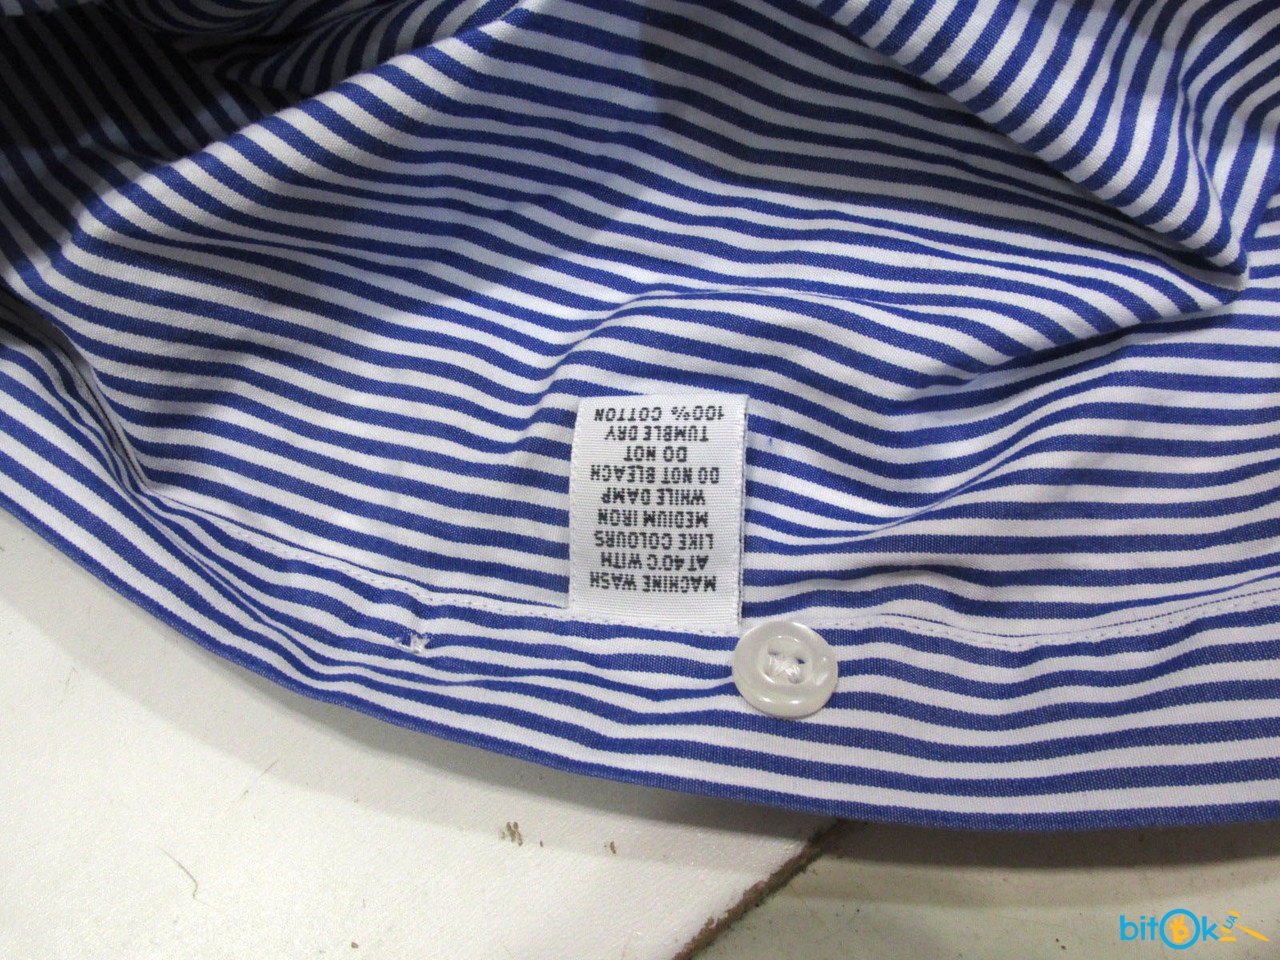 MACHINE WASH
AT 40°C WITH
LIKE COLOURS
MEDIUM IRON
WHILE DAMP
DO NOT BLEACH
DO NOT
TUMBLE DRY
100% COTTON
bitok.ua